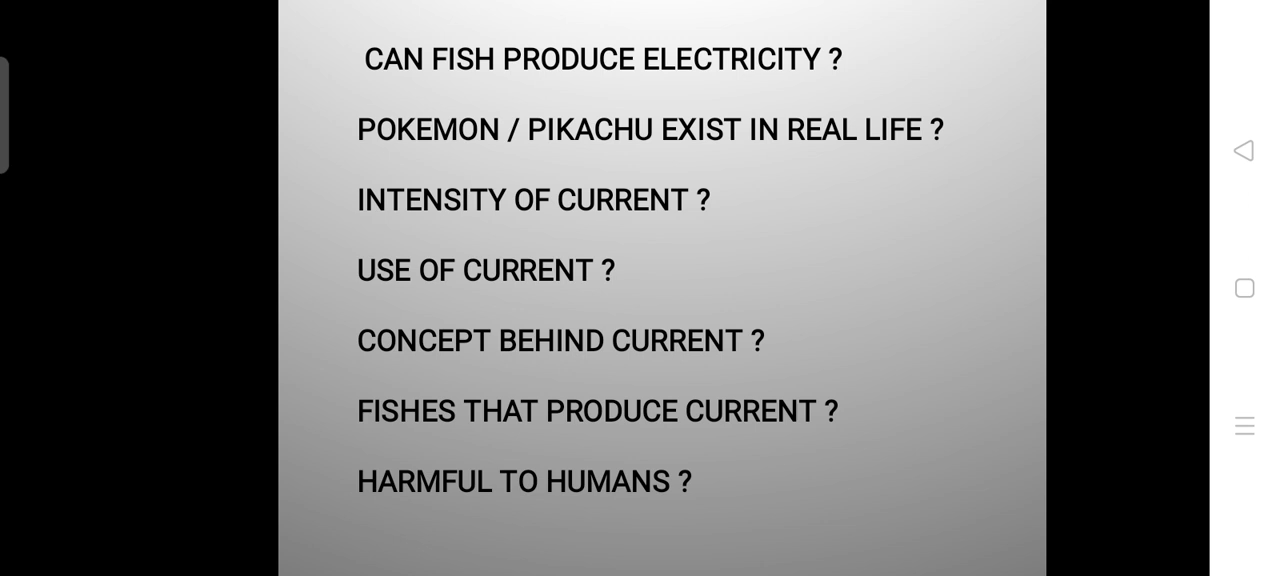 CAN FISH PRODUCE ELECTRICITY ?
POKEMON / PIKACHU EXIST IN REAL LIFE ?
INTENSITY OF CURRENT ?
USE OF CURRENT ?
CONCEPT BEHIND CURRENT ?
FISHES THAT PRODUCE CURRENT ?
HARMFUL TO HUMANS ?